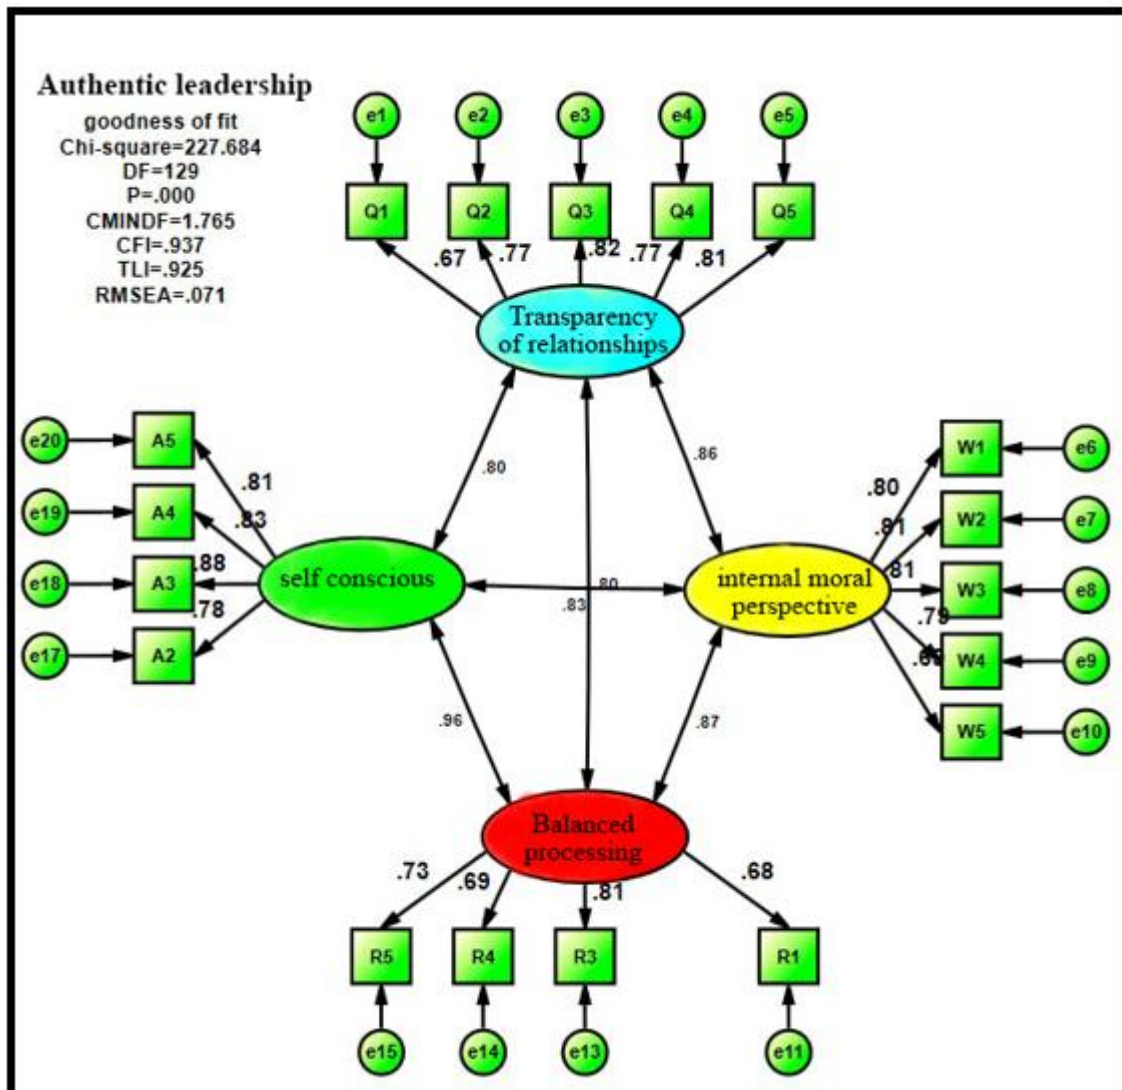 Authentic leadership
goodness of fit
Chi-square=227.684
DF=129
P=.000
CMINDF=1.765
CFI=.937
TLI=.925
RMSEA=.071
e1 e2 e3 e4 e5
Q1 Q2 Q3 Q4 Q5
.67 .77 .82 .77 .81
Transparency
of relationships
e20 A5
e19 A4
e18 A3
e17 A2
.81
.83
.88
.78
self conscious
.80
.86
.80
.83
internal moral
perspective
.80
.81
.81
.79
W1 e6
W2 e7
W3 e8
W4 e9
W5 e10
.96
.87
Balanced
processing
.73 .69 .81 .68
R5 R4 R3 R1
e15 e14 e13 e11